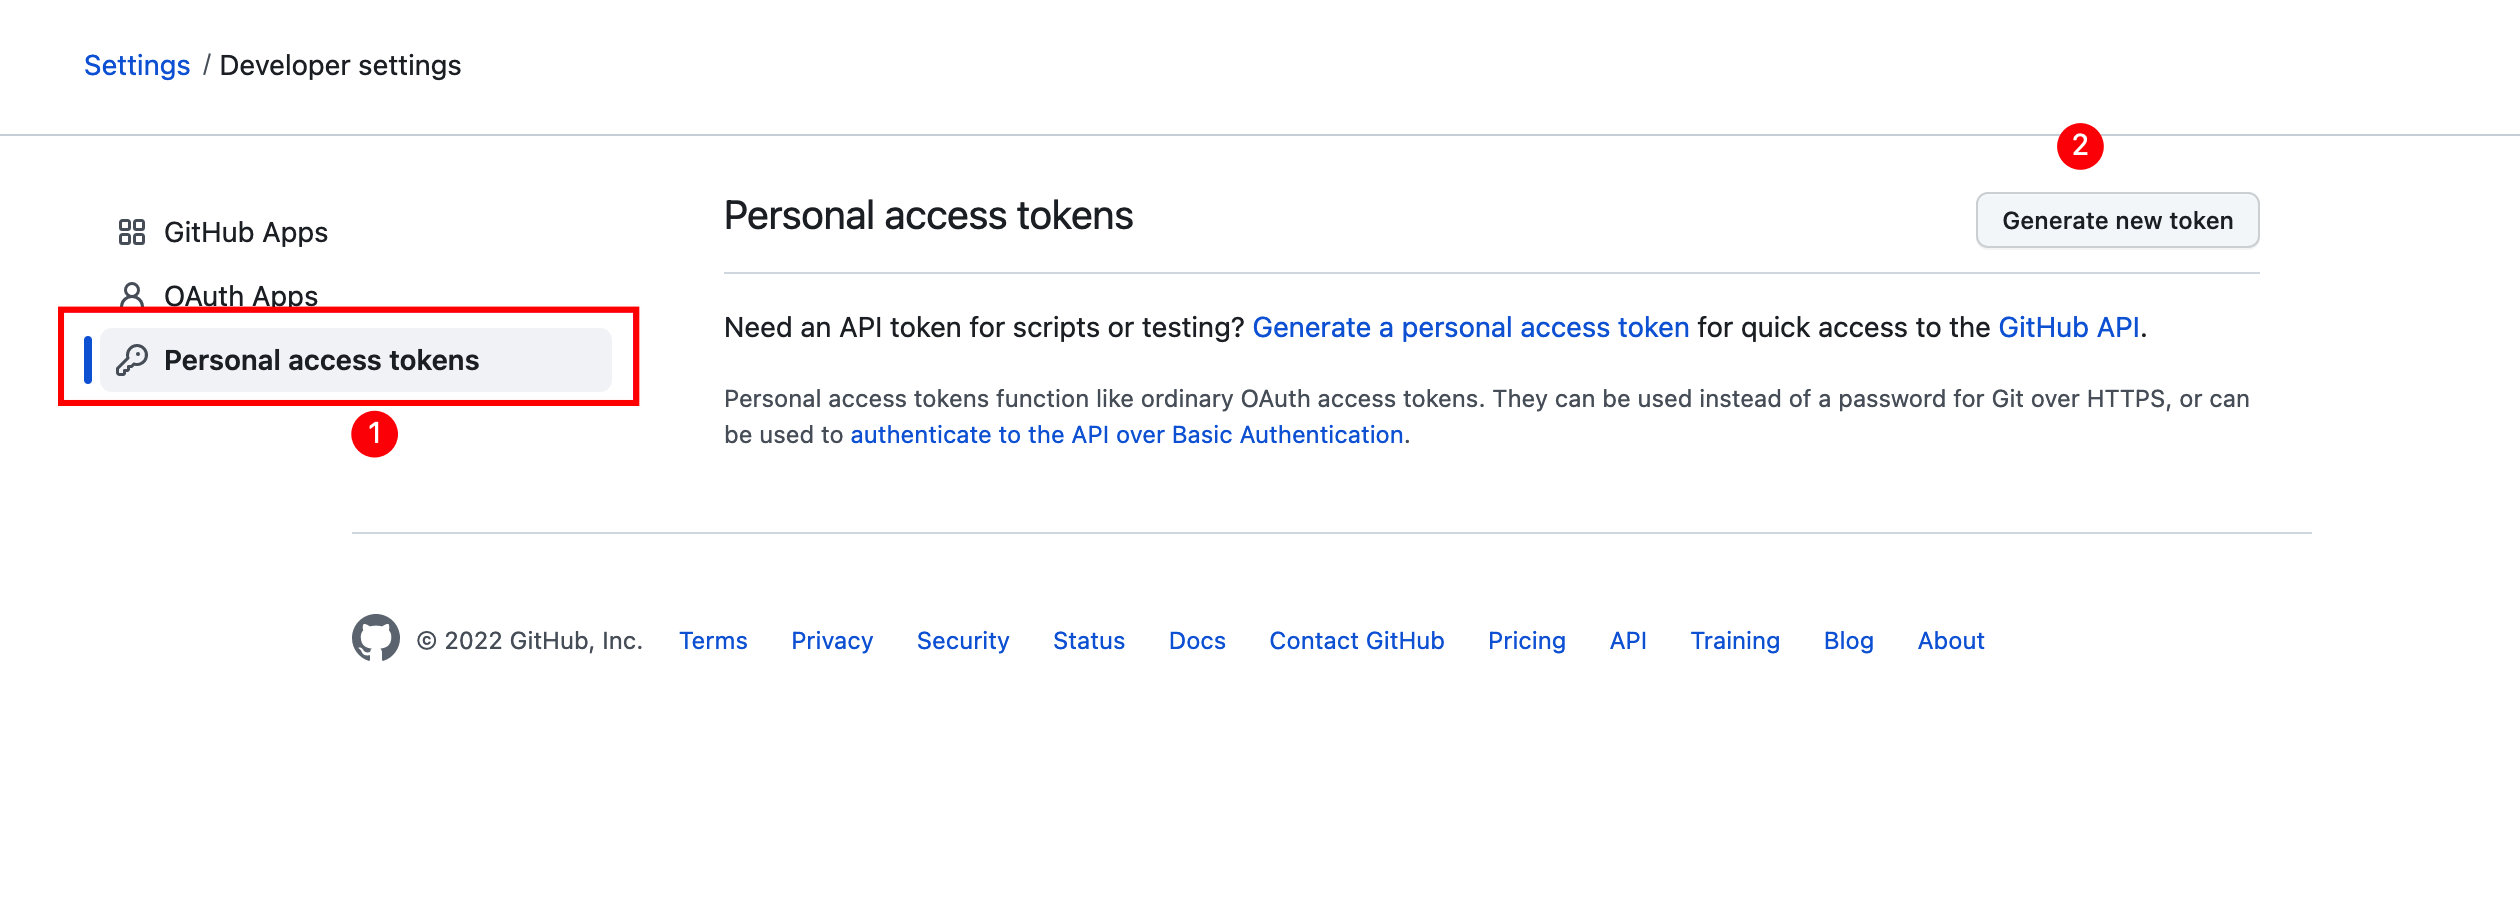 Settings / Developer settings
2
Personal access tokens
Generate new token
GitHub Apps
OAuth Apps
Personal access tokens
1
Need an API token for scripts or testing? Generate a personal access token for quick access to the GitHub API.
Personal access tokens function like ordinary OAuth access tokens. They can be used instead of a password for Git over HTTPS, or can
be used to authenticate to the API over Basic Authentication.
© 2022 GitHub, Inc. Terms Privacy Security Status Docs Contact GitHub Pricing API Training Blog About